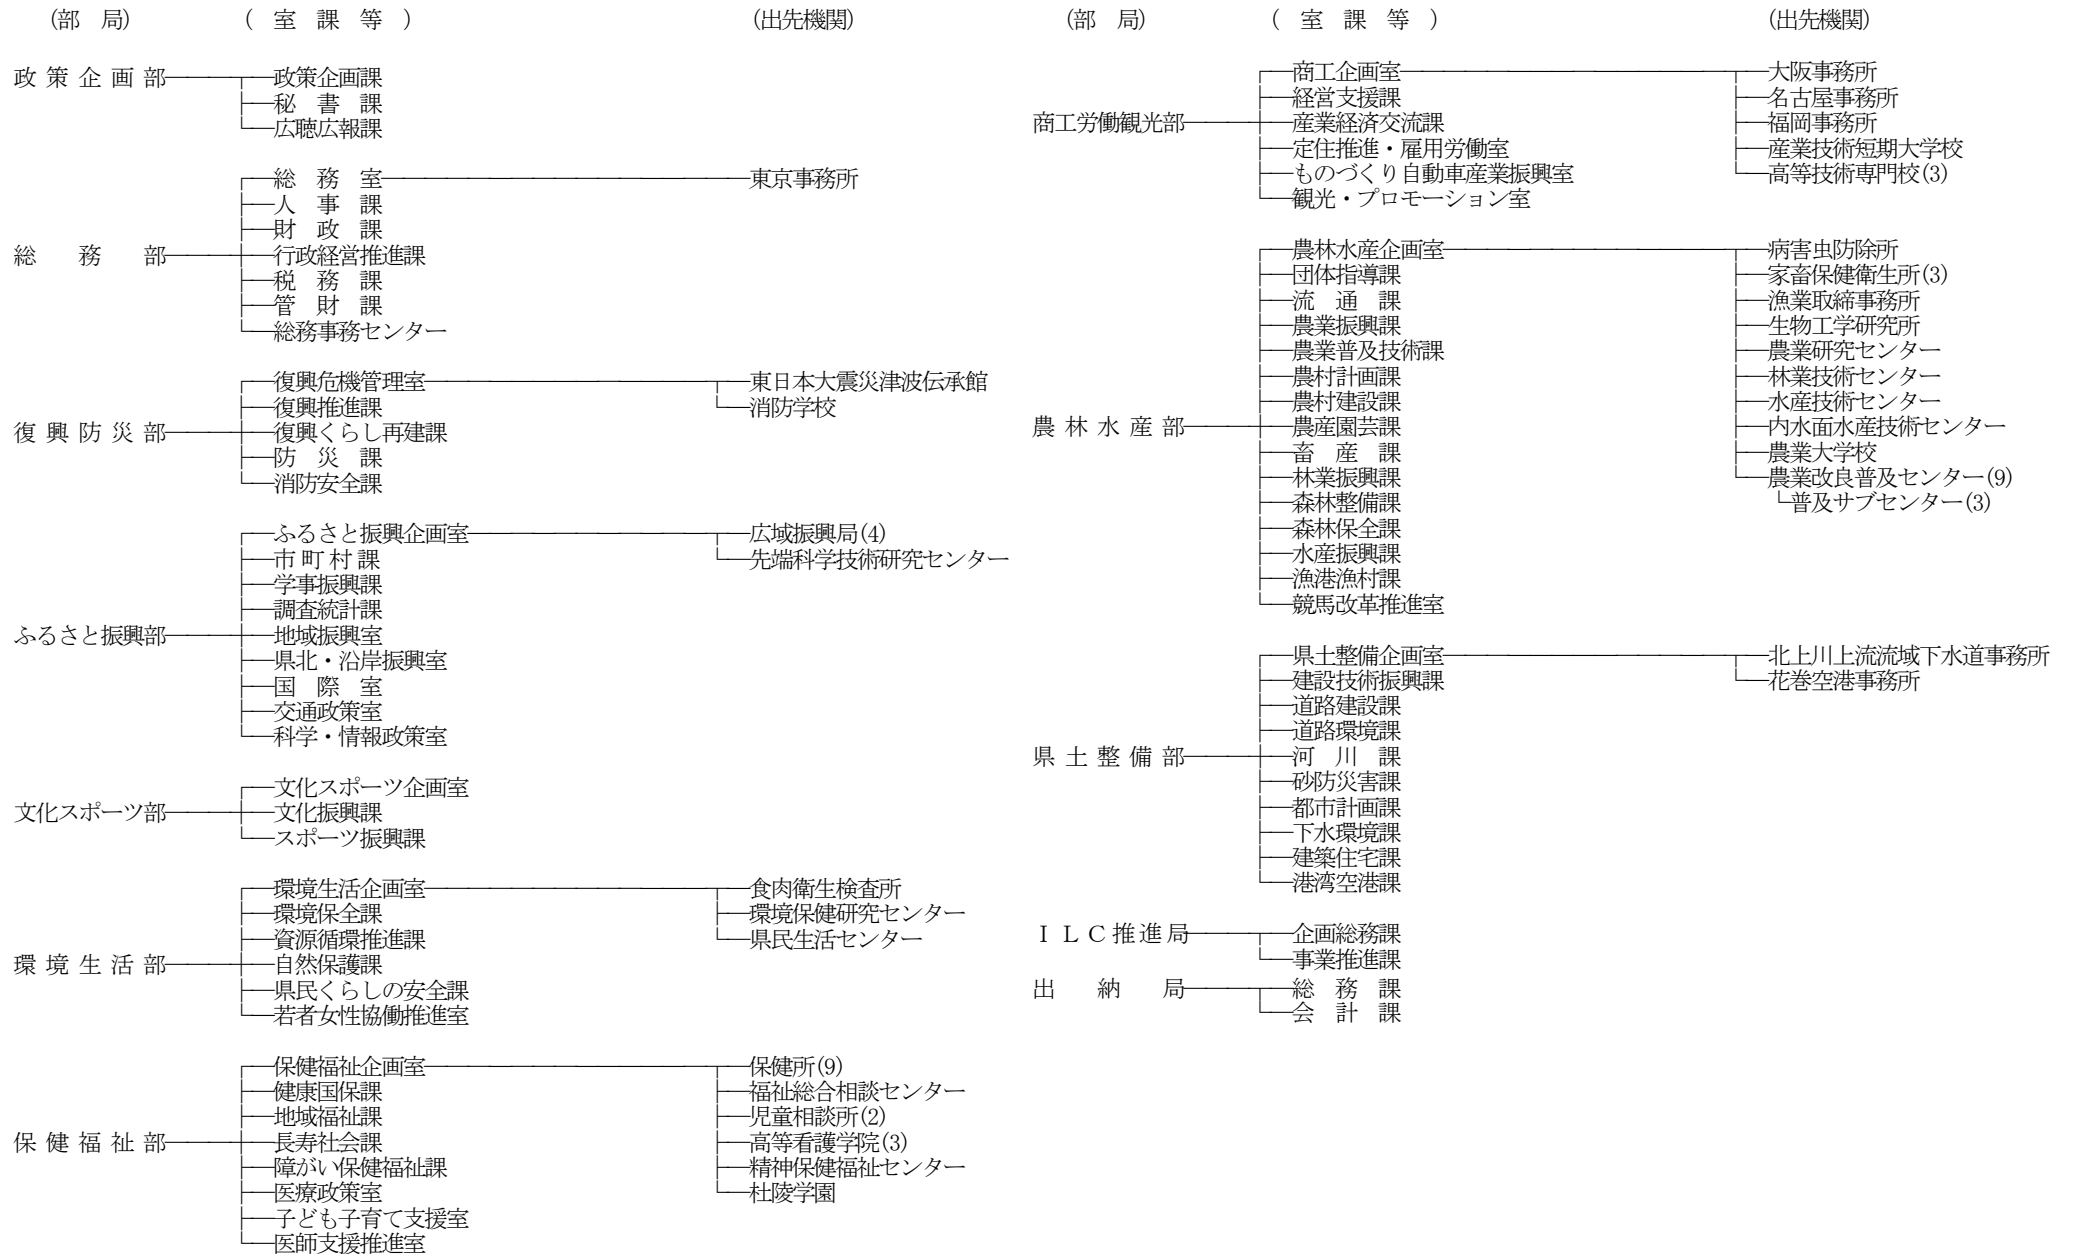 (部　局)　(　室　課　等　)　(出先機関)
政 策 企 画 部　政策企画課
秘　書　課
広聴広報課
総　務　室　東京事務所
人　事　課
財　政　課
総　務　部　行政経営推進課
税　務　課
管　財　課
総務事務センター
復興危機管理室　東日本大震災津波伝承館
復興推進課　消防学校
復 興 防 災 部　復興くらし再建課
防　災　課
消防安全課
ふるさと振興企画室　広域振興局(4)
市 町 村 課　先端科学技術研究センター
学事振興課
調査統計課
ふるさと振興部　地域振興室
県北・沿岸振興室
国　際　室
交通政策室
科学・情報政策室
文化スポーツ企画室
文化スポーツ部　文化振興課
スポーツ振興課
環境生活企画室　食肉衛生検査所
環境保全課　環境保健研究センター
資源循環推進課　県民生活センター
環 境 生 活 部　自然保護課
県民くらしの安全課
若者女性協働推進室
保健福祉企画室　保健所(9)
健康国保課　福祉総合相談センター
地域福祉課　児童相談所(2)
保 健 福 祉 部　長寿社会課　高等看護学院(3)
障がい保健福祉課　精神保健福祉センター
医療政策室　杜陵学園
子ども子育て支援室
医師支援推進室
(部　局)　(　室　課　等　)　(出先機関)
商工企画室　大阪事務所
経営支援課　名古屋事務所
商工労働観光部　産業経済交流課　福岡事務所
定住推進・雇用労働室　産業技術短期大学校
ものづくり自動車産業振興室　高等技術専門校(3)
観光・プロモーション室
農林水産企画室　病害虫防除所
団体指導課　家畜保健衛生所(3)
流　通　課　漁業取締事務所
農業振興課　生物工学研究所
農業普及技術課　農業研究センター
農村計画課　林業技術センター
農村建設課　水産技術センター
農 林 水 産 部　農産園芸課　内水面水産技術センター
畜　産　課　農業大学校
林業振興課　農業改良普及センター(9)
森林整備課　普及サブセンター(3)
森林保全課
水産振興課
漁港漁村課
競馬改革推進室
県土整備企画室　北上川上流流域下水道事務所
建設技術振興課　花巻空港事務所
道路建設課
道路環境課
県 土 整 備 部　河　川　課
砂防災害課
都市計画課
下水環境課
建築住宅課
港湾空港課
ＩＬＣ推進局　企画総務課
事業推進課
出　納　局　総　務　課
会　計　課